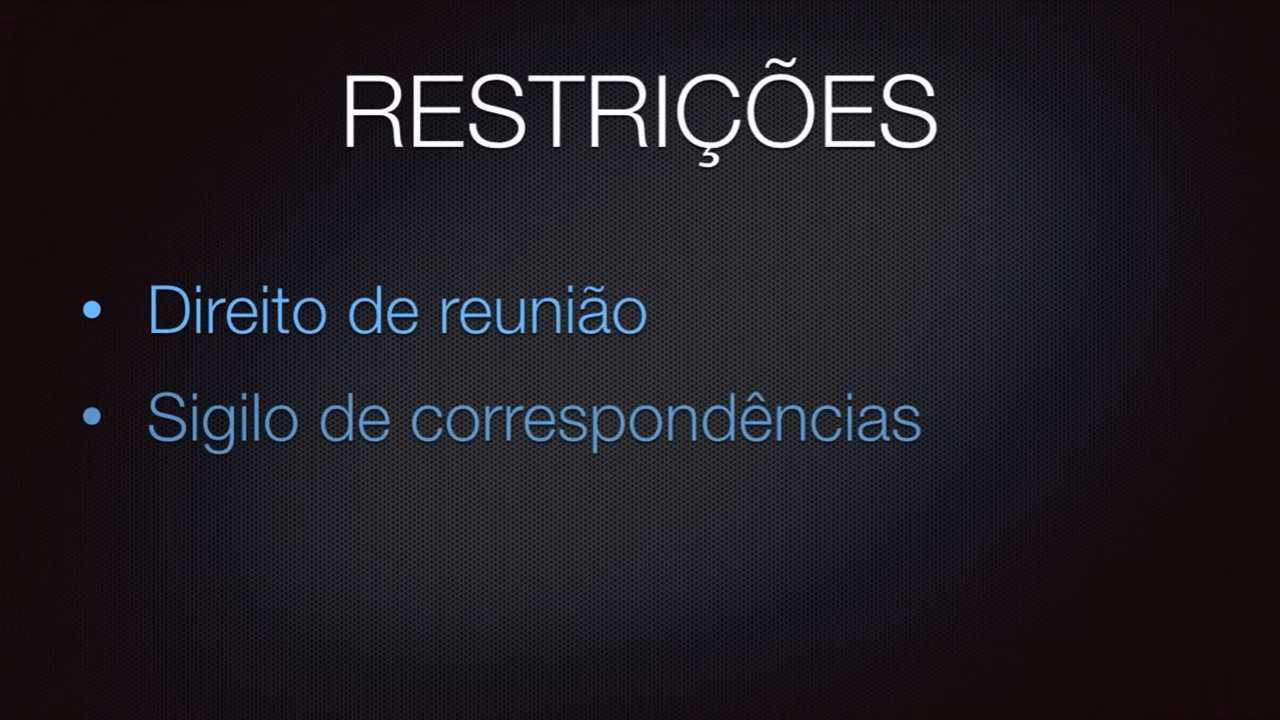 RESTRIÇÕES
• Direito de reunião
• Sigilo de correspondências